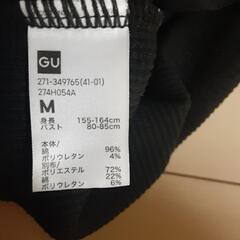 GU
271-349765(41-01)
274H054A
M
身長 155-164cm
バスト 80-85cm
本体/
綿 96%
ポリウレタン 4%
別布/
ポリエステル 72%
綿 22%
ポリウレタン 6%